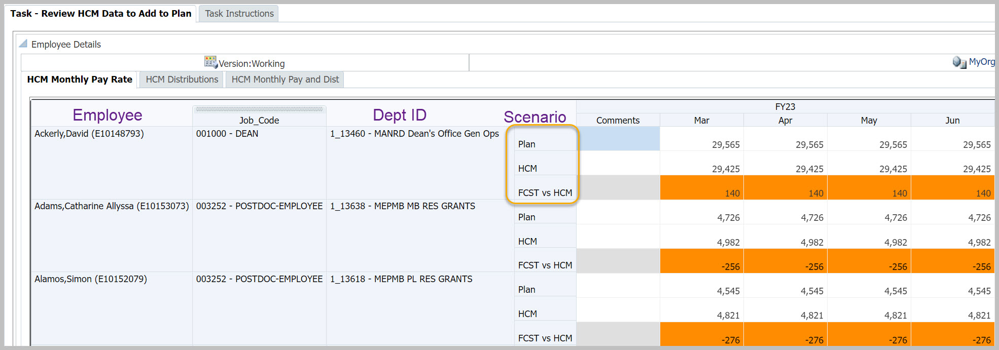 Task - Review HCM Data to Add to Plan Task Instructions
Employee Details
Version:Working MyOrg
HCM Monthly Pay Rate HCM Distributions HCM Monthly Pay and Dist
FY23
Employee Job_Code Dept ID Scenario Comments Mar Apr May Jun
Ackerly,David (E10148793) 001000 - DEAN 1_13460 - MANRD Dean's Office Gen Ops
Plan 29,565 29,565 29,565 29,565
HCM 29,425 29,425 29,425 29,425
FCST vs HCM 140 140 140 140
Adams,Catharine Allyssa (E10153073) 003252 - POSTDOC-EMPLOYEE 1_13638 - MEPMB MB RES GRANTS
Plan 4,726 4,726 4,726 4,726
HCM 4,982 4,982 4,982 4,982
FCST vs HCM -256 -256 -256 -256
Alamos,Simon (E10152079) 003252 - POSTDOC-EMPLOYEE 1_13618 - MEPMB PL RES GRANTS
Plan 4,545 4,545 4,545 4,545
HCM 4,821 4,821 4,821 4,821
FCST vs HCM -276 -276 -276 -276